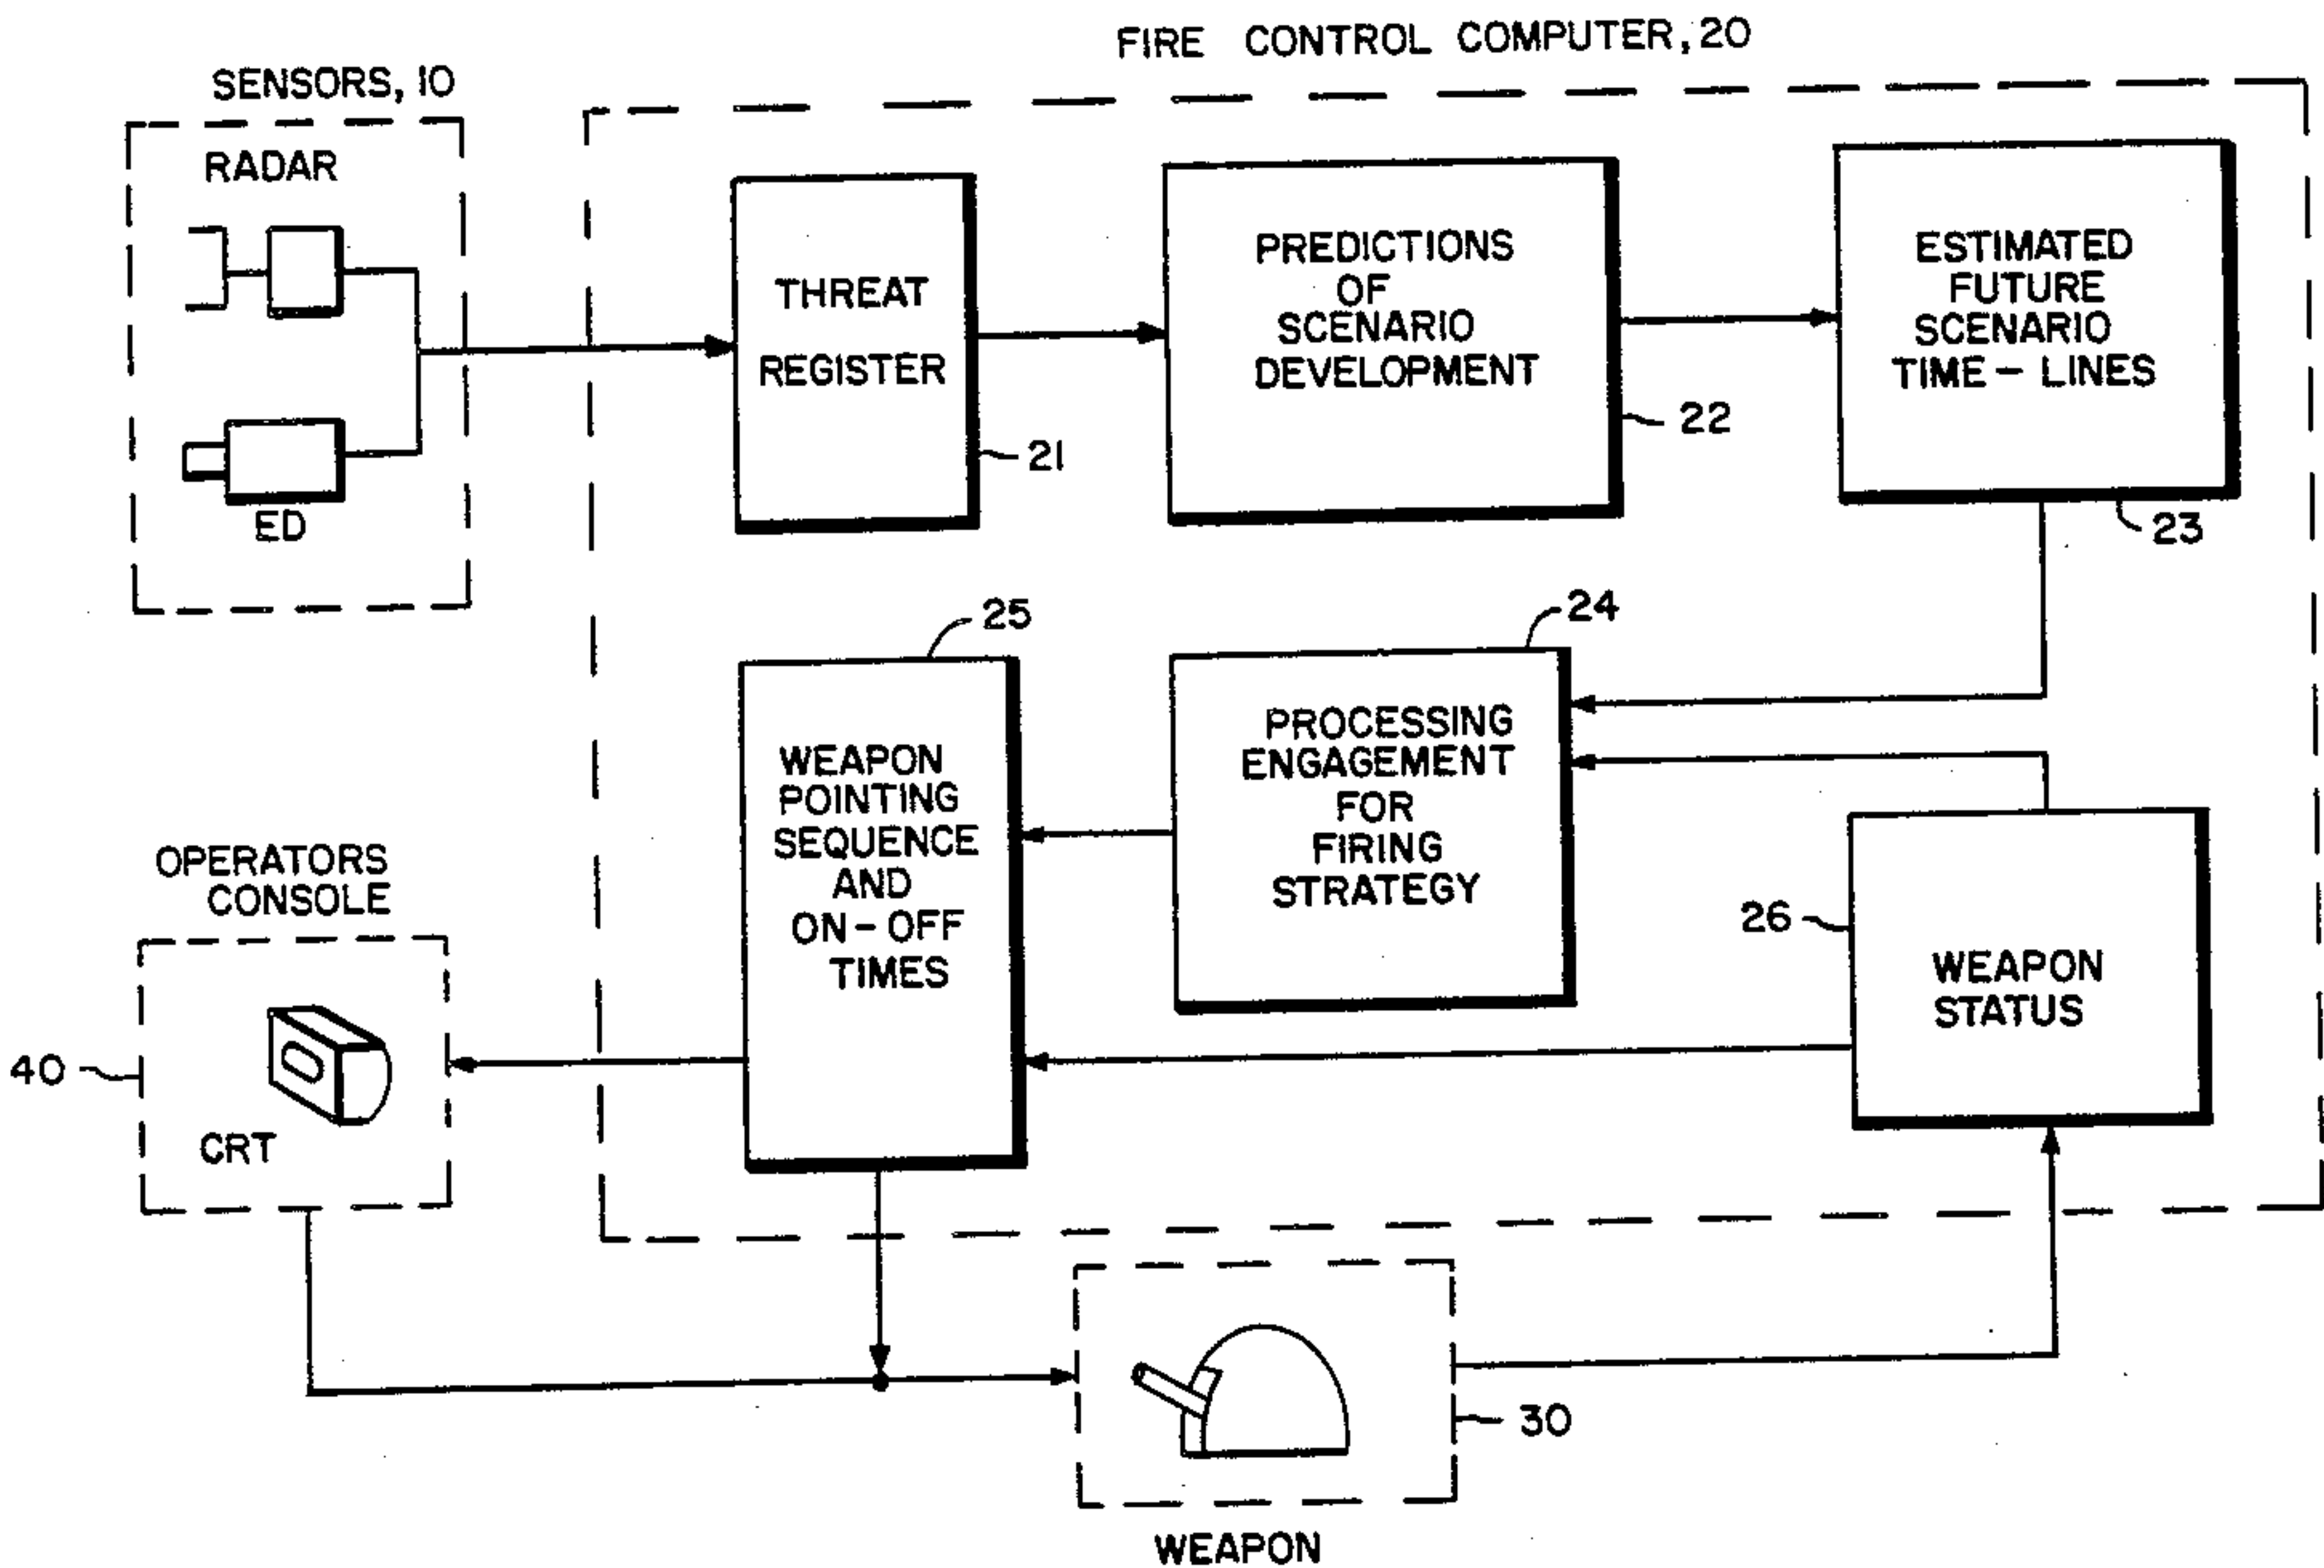 FIRE CONTROL COMPUTER, 20
SENSORS, 10
RADAR
ED
THREAT
REGISTER
21
PREDICTIONS
OF
SCENARIO
DEVELOPMENT
22
ESTIMATED
FUTURE
SCENARIO
TIME - LINES
23
25
WEAPON
POINTING
SEQUENCE
AND
ON - OFF
TIMES
24
PROCESSING
ENGAGEMENT
FOR
FIRING
STRATEGY
26
WEAPON
STATUS
OPERATORS
CONSOLE
40
CRT
30
WEAPON